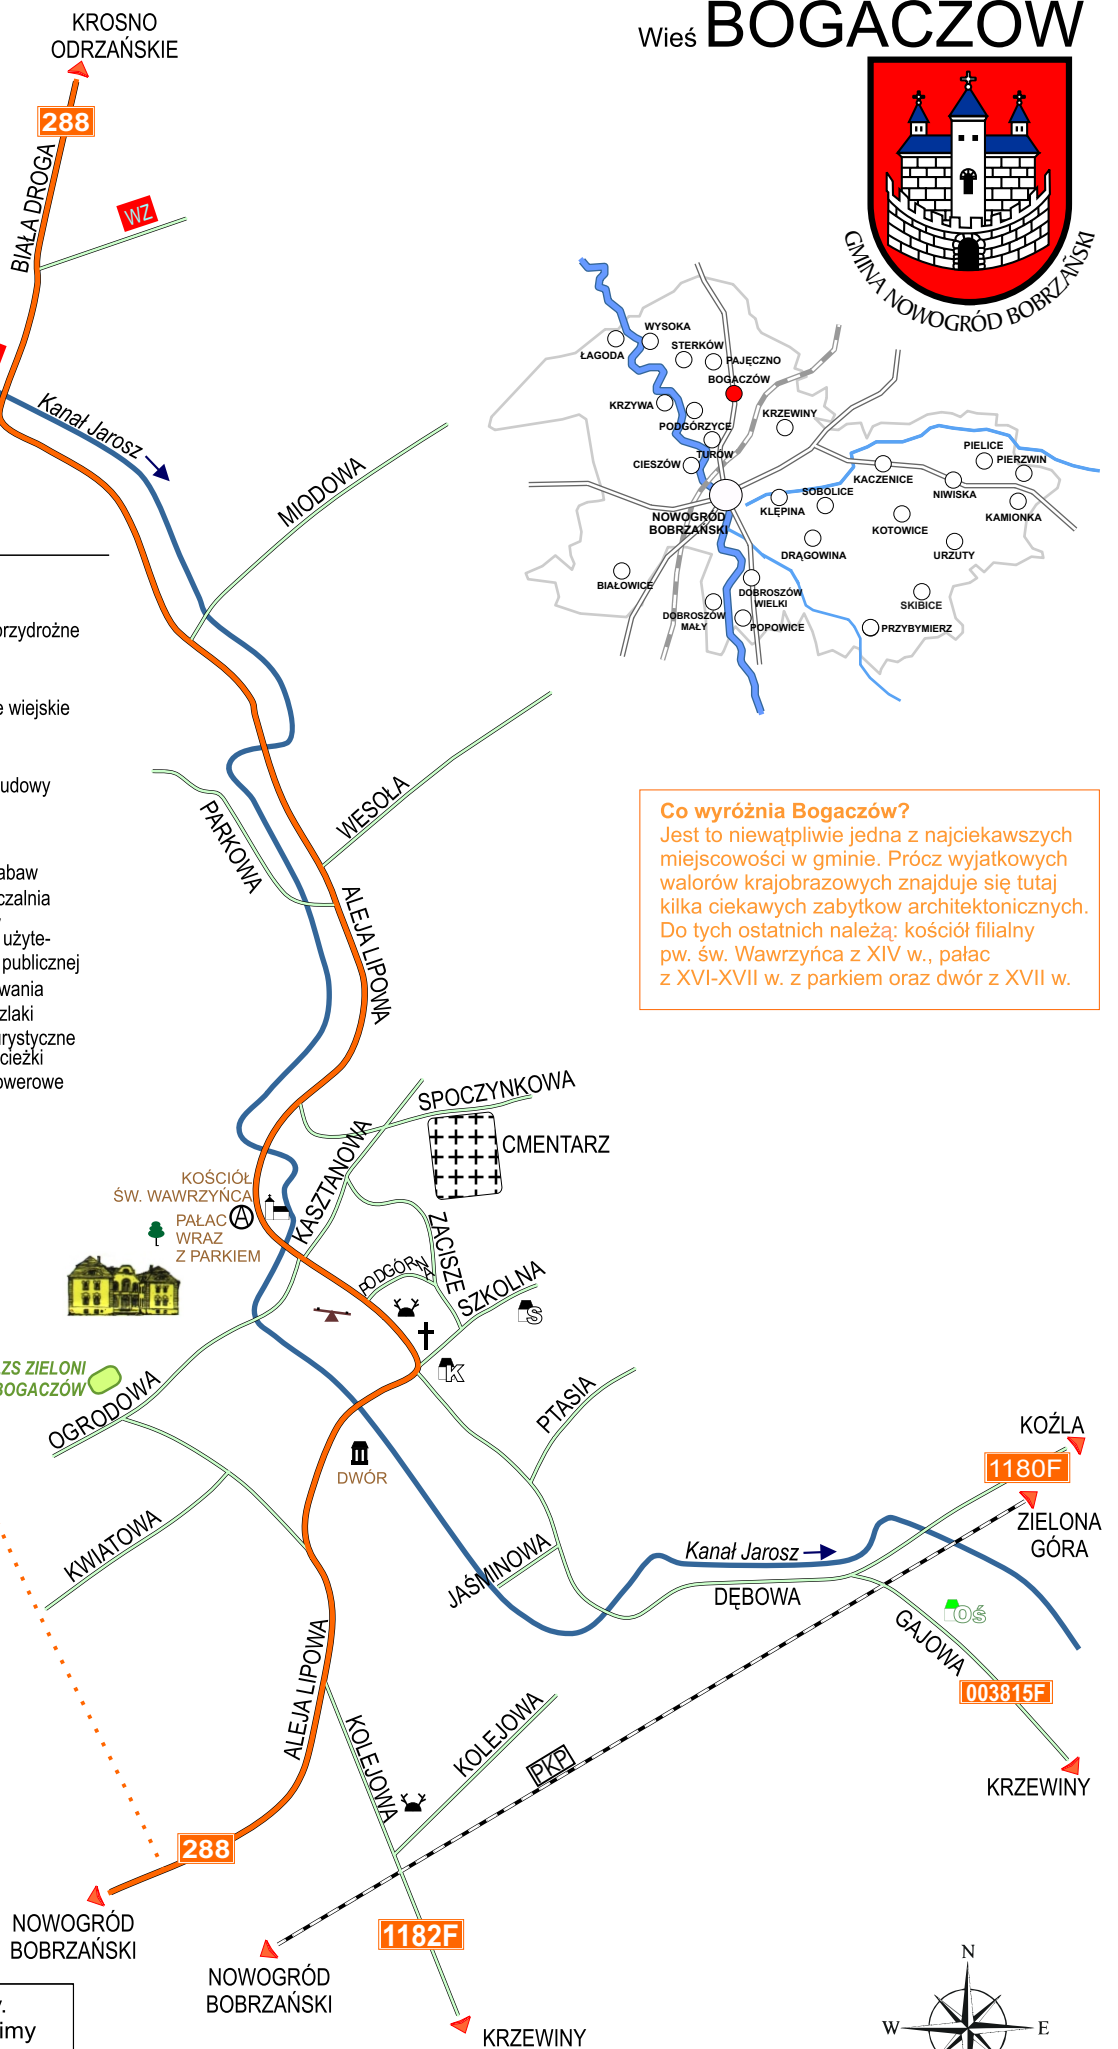 KROSNO
ODRZAŃSKIE
Wieś BOGACZOW
288
BIAŁA DROGA
WZ
GMINA NOWOGRÓD BOBRZAŃSKI
WYSOKA
ŁAGODA
STERKÓW
PAJĘCZNO
BOGACZÓW
KRZYWA
KRZEWINY
PODGÓRZYCE
TURÓW
CIESZÓW
PIELICE
PIERZWIN
KACZENICE
NIWISKA
SOBOLICE
KLĘPINA
KAMIONKA
NOWOGRÓD
BOBRZAŃSKI
KOTOWICE
DRĄGOWINA
URZUTY
BIAŁOWICE
DOBROSZÓW
WIELKI
SKIBICE
DOBROSZÓW
MAŁY
POPOWICE
PRZYBYMIERZ
Kanał Jarosz
MIODOWA
przydrożne
e wiejskie
udowy
abaw
czalnia
użyte-
publicznej
wania
zlaki
urystyczne
cieżki
owerowe
PARKOWA
WESOŁA
ALEJA LIPOWA
Co wyróżnia Bogaczów?
Jest to niewątpliwie jedna z najciekawszych
miejscowości w gminie. Prócz wyjatkowych
walorów krajobrazowych znajduje się tutaj
kilka ciekawych zabytkow architektonicznych.
Do tych ostatnich należą: kościół filialny
pw. św. Wawrzyńca z XIV w., pałac
z XVI-XVII w. z parkiem oraz dwór z XVII w.
SPOCZYNKOWA
CMENTARZ
KASZTANOWA
KOŚCIÓŁ
ŚW. WAWRZYŃCA
A
PAŁAC
WRAZ
Z PARKIEM
ZACISZE
PODGÓRNA
SZKOLNA
S
K
ZS ZIELONI
BOGACZÓW
OGRODOWA
PTASIA
DWÓR
KOŹLA
1180F
ZIELONA
GÓRA
KWIATOWA
JAŚMINOWA
Kanał Jarosz
DĘBOWA
Oś
GAJOWA
003815F
KRZEWINY
ALEJA LIPOWA
KOLEJOWA
KOLEJOWA
PKP
288
NOWOGRÓD
BOBRZAŃSKI
1182F
NOWOGRÓD
BOBRZAŃSKI
KRZEWINY
y.
imy
N
W
E